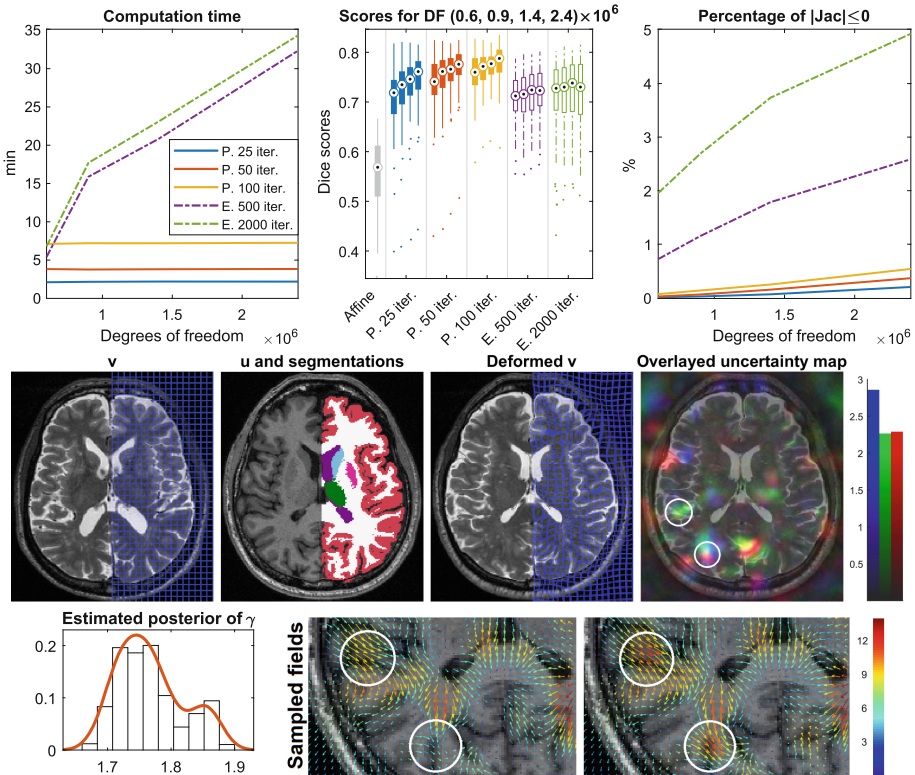 Computation time
35
30
25
20
15
10
5
0
min
P. 25 iter.
P. 50 iter.
P. 100 iter.
E. 500 iter.
E. 2000 iter.
1
1.5
2
Degrees of freedom
×10⁶
Scores for DF (0.6, 0.9, 1.4, 2.4)×10⁶
0.8
0.7
0.6
0.5
0.4
Dice scores
Affine
P. 25 iter.
P. 50 iter.
P. 100 iter.
E. 500 iter.
E. 2000 iter.
Percentage of |Jac|≤0
5
4
3
2
1
0
%
1
1.5
2
Degrees of freedom
×10⁶
v
u and segmentations
Deformed v
Overlayed uncertainty map
3
2.5
2
1.5
1
0.5
Estimated posterior of γ
0.2
0.1
0
1.7
1.8
1.9
Sampled fields
12
9
6
3